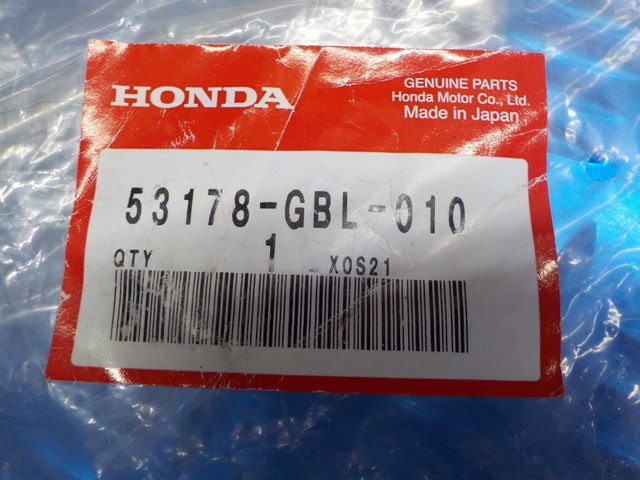 HONDA
GENUINE PARTS
Honda Motor Co., Ltd.
Made in Japan
53178-GBL-010
QTY 1 X0S21